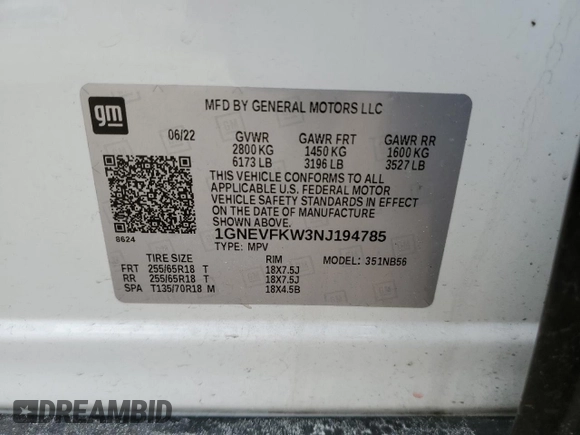 gm
MFD BY GENERAL MOTORS LLC
06/22 GVWR GAWR FRT GAWR RR
2800 KG 1450 KG 1600 KG
6173 LB 3196 LB 3527 LB
THIS VEHICLE CONFORMS TO ALL
APPLICABLE U.S. FEDERAL MOTOR
VEHICLE SAFETY STANDARDS IN EFFECT
ON THE DATE OF MANUFACTURE
SHOWN ABOVE.
8624
1GNEVFKW3NJ194785
TYPE: MPV
TIRE SIZE RIM MODEL: 351NB56
FRT 255/65R18 T 18X7.5J
RR 255/65R18 T 18X7.5J
SPA T135/70R18 M 18X4.5B
DREAMBID.COM